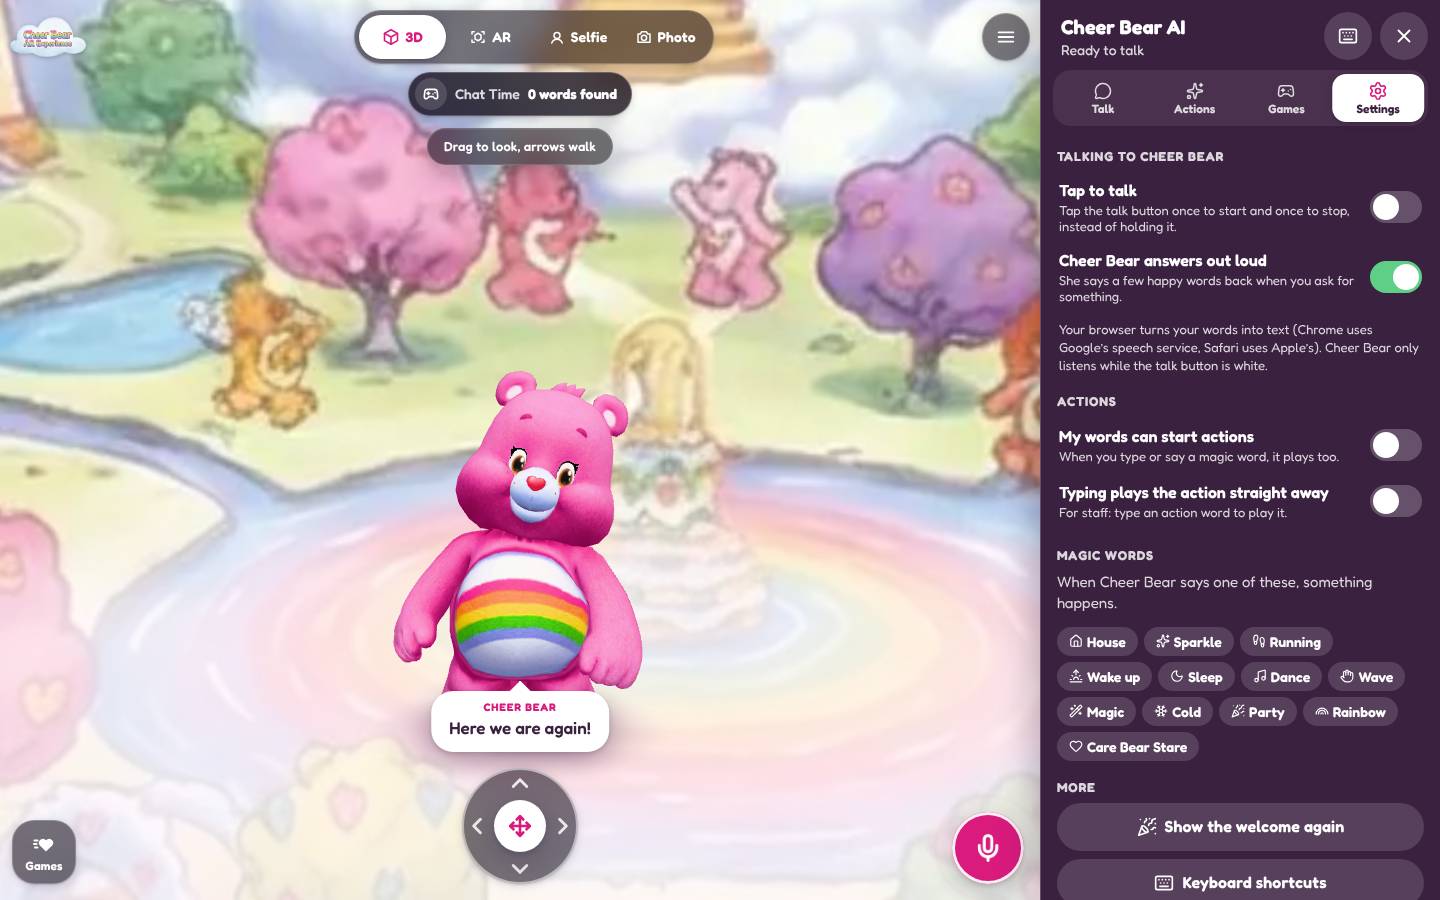 Cheer Bear
AR Experience
3D
AR
Selfie
Photo
Chat Time 0 words found
Drag to look, arrows walk
CHEER BEAR
Here we are again!
Games
Cheer Bear AI
Ready to talk
Talk
Actions
Games
Settings
TALKING TO CHEER BEAR
Tap to talk
Tap the talk button once to start and once to stop,
instead of holding it.
Cheer Bear answers out loud
She says a few happy words back when you ask for
something.
Your browser turns your words into text (Chrome uses
Google's speech service, Safari uses Apple's). Cheer Bear only
listens while the talk button is white.
ACTIONS
My words can start actions
When you type or say a magic word, it plays too.
Typing plays the action straight away
For staff: type an action word to play it.
MAGIC WORDS
When Cheer Bear says one of these, something
happens.
House Sparkle Running
Wake up Sleep Dance Wave
Magic Cold Party Rainbow
Care Bear Stare
MORE
Show the welcome again
Keyboard shortcuts